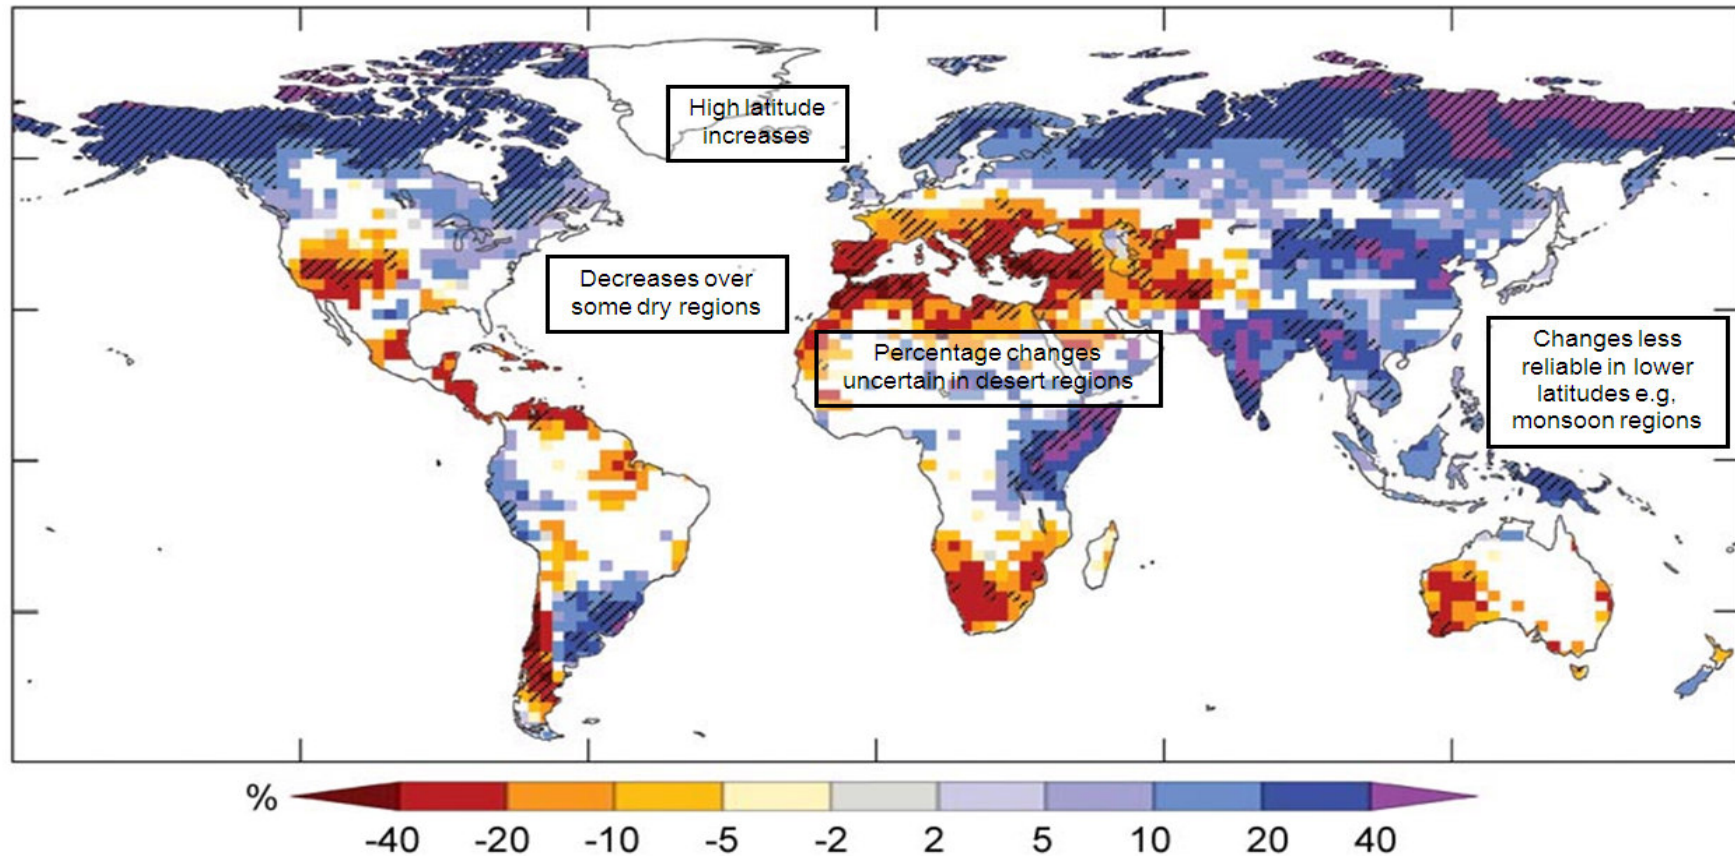 High latitude
increases
Decreases over
some dry regions
Percentage changes
uncertain in desert regions
Changes less
reliable in lower
latitudes e.g,
monsoon regions
% -40 -20 -10 -5 -2 2 5 10 20 40